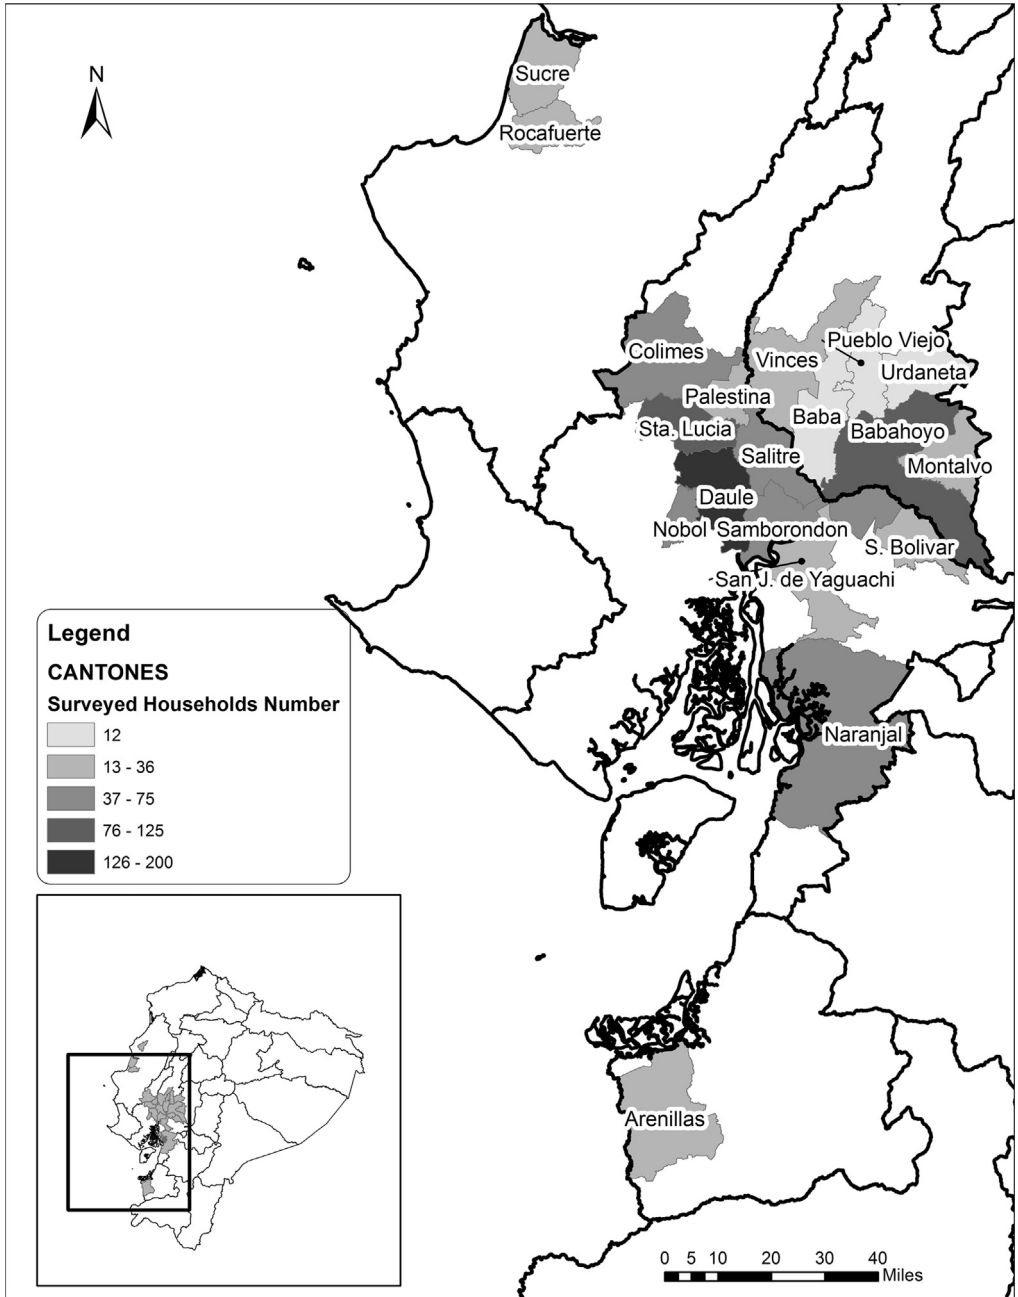 N
Sucre
Rocafuerte
Pueblo Viejo
Colimes
Vinces
Urdaneta
Palestina
Baba
Sta. Lucia
Babahoyo
Salitre
Montalvo
Daule
Nobol
Samborondon
S. Bolivar
San J. de Yaguachi
Naranjal
Legend
CANTONES
Surveyed Households Number
12
13 - 36
37 - 75
76 - 125
126 - 200
Arenillas
0 5 10 20 30 40
Miles